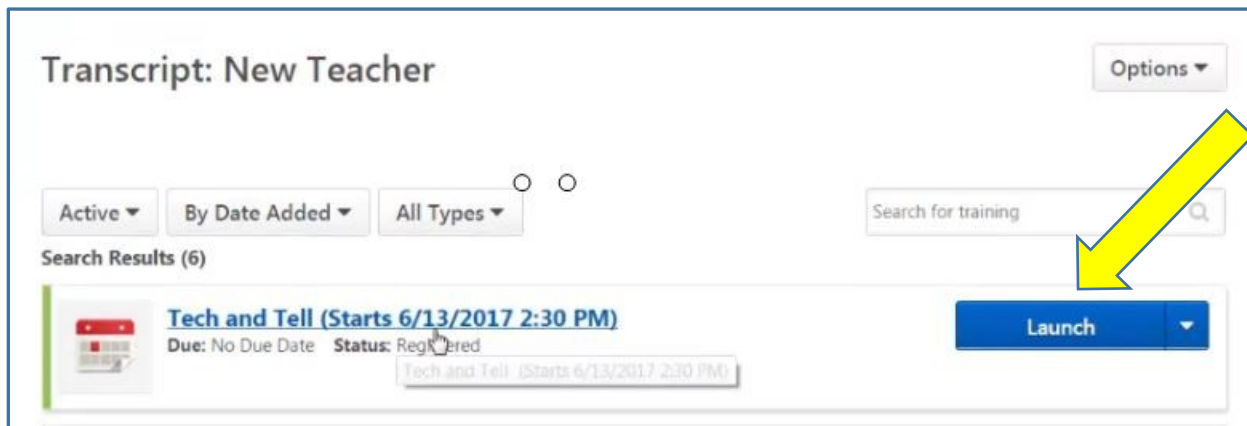 Transcript: New Teacher
Options
Active
By Date Added
All Types
Search for training
Search Results (6)
Tech and Tell (Starts 6/13/2017 2:30 PM)
Launch
Due: No Due Date Status: Registered
Tech and Tell (Starts 6/13/2017 2:30 PM)